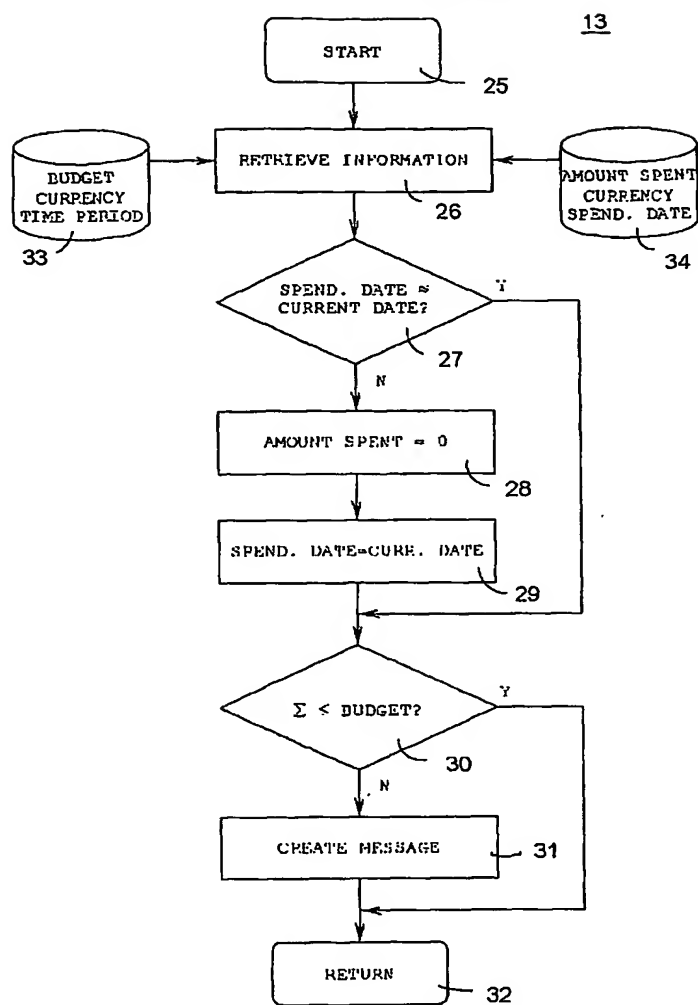 13
START
25
BUDGET
CURRENCY
TIME PERIOD
33
RETRIEVE INFORMATION
26
AMOUNT SPENT
CURRENCY
SPEND. DATE
34
SPEND. DATE =
CURRENT DATE?
Y
27
N
AMOUNT SPENT = 0
28
SPEND. DATE=CURR. DATE
29
Σ < BUDGET?
Y
30
N
CREATE MESSAGE
31
RETURN
32